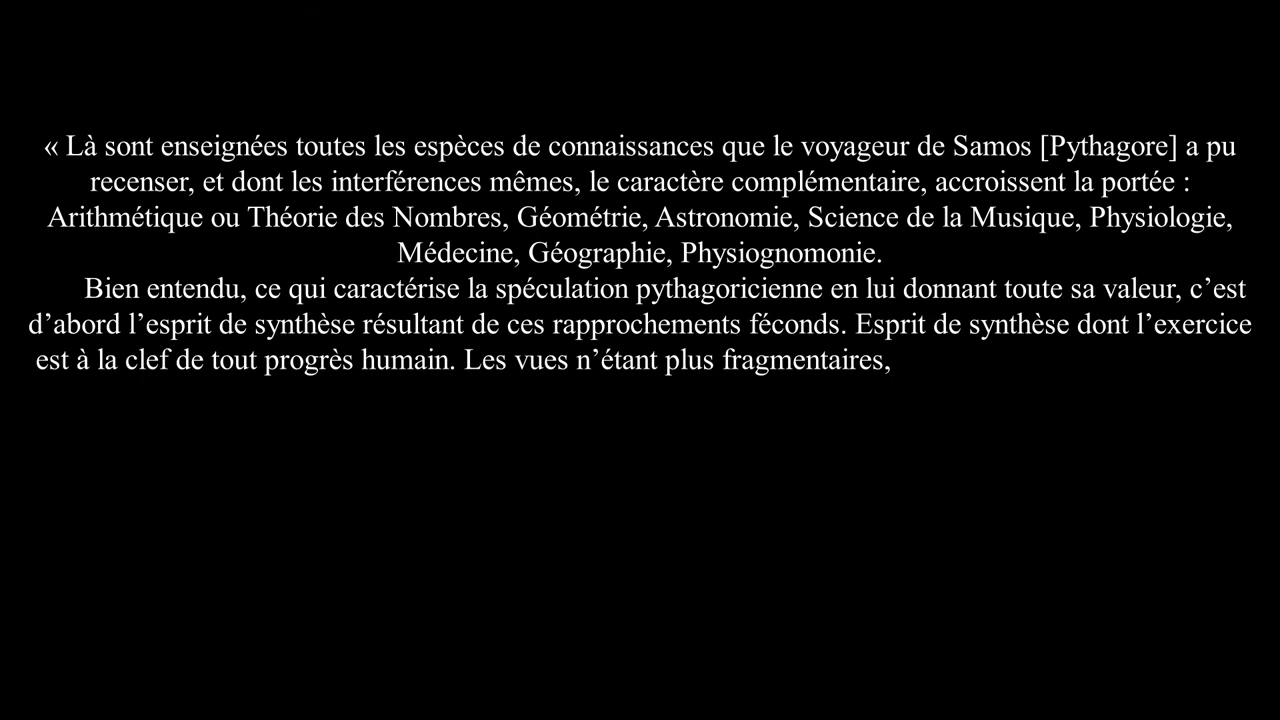 « Là sont enseignées toutes les espèces de connaissances que le voyageur de Samos [Pythagore] a pu
recenser, et dont les interférences mêmes, le caractère complémentaire, accroissent la portée :
Arithmétique ou Théorie des Nombres, Géométrie, Astronomie, Science de la Musique, Physiologie,
Médecine, Géographie, Physiognomonie.
Bien entendu, ce qui caractérise la spéculation pythagoricienne en lui donnant toute sa valeur, c’est
d’abord l’esprit de synthèse résultant de ces rapprochements féconds. Esprit de synthèse dont l’exercice
est à la clef de tout progrès humain. Les vues n’étant plus fragmentaires,